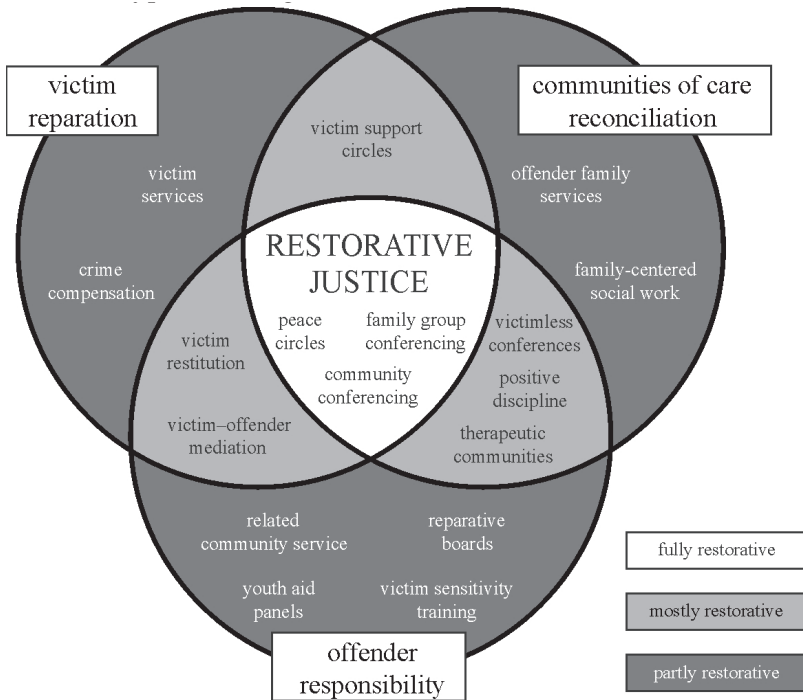 victim
reparation
communities of care
reconciliation
victim support
circles
victim
services
offender family
services
crime
compensation
family-centered
social work
RESTORATIVE
JUSTICE
peace
circles
family group
conferencing
community
conferencing
victim
restitution
victim–offender
mediation
victimless
conferences
positive
discipline
therapeutic
communities
related
community service
reparative
boards
youth aid
panels
victim sensitivity
training
offender
responsibility
fully restorative
mostly restorative
partly restorative